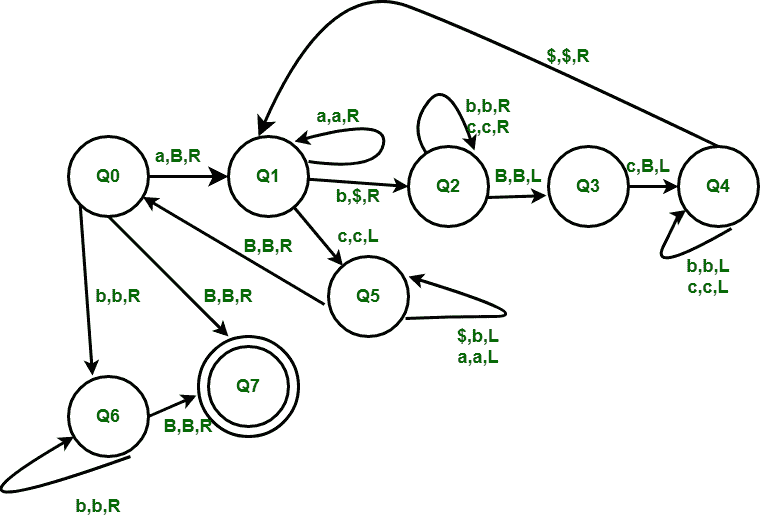 $,$,R
a,a,R
b,b,R
c,c,R
a,B,R
Q0
Q1
Q2
B,B,L
Q3
c,B,L
Q4
b,$,R
c,c,L
B,B,R
b,b,L
c,c,L
b,b,R
B,B,R
Q5
$,b,L
a,a,L
Q7
Q6
B,B,R
b,b,R